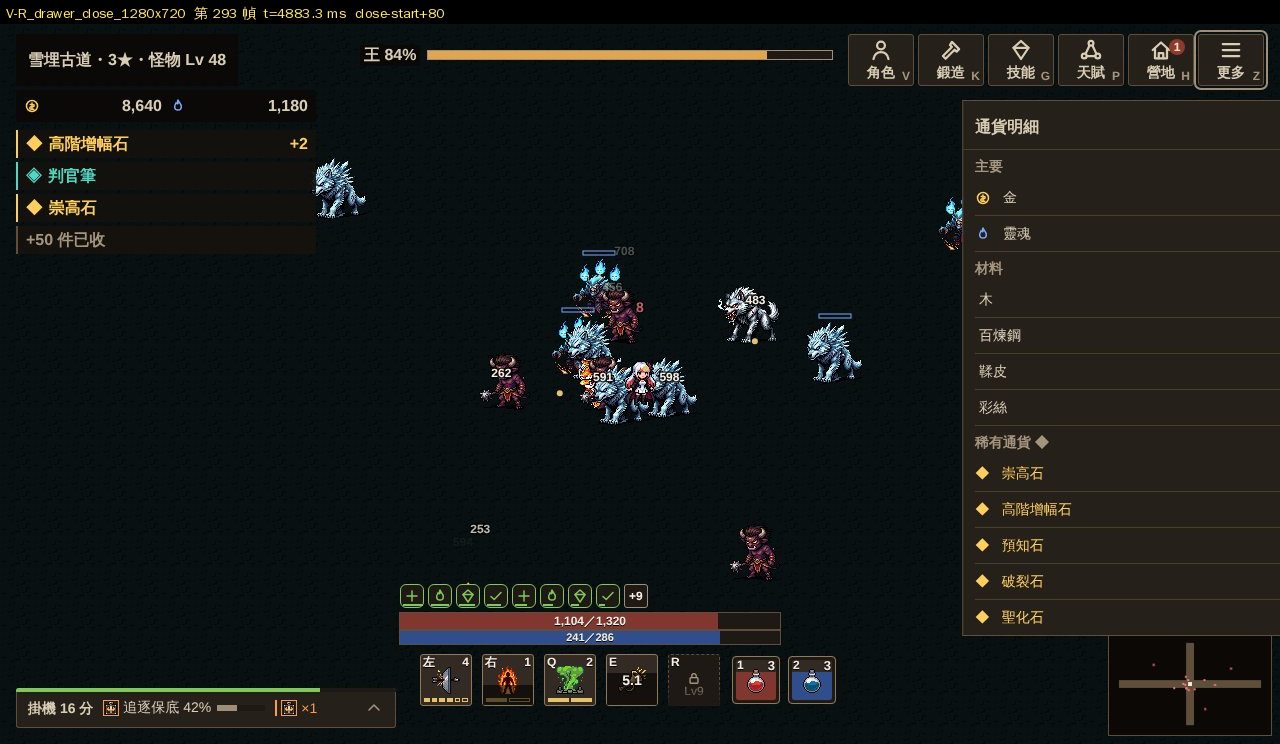 V-R_drawer_close_1280x720 第 293 幀 t=4883.3 ms close-start+80
雪埋古道・3★・怪物 Lv 48
王 84%
角色 V
鍛造 K
技能 G
天賦 P
營地 H 1
更多 Z
8,640 1,180
高階增幅石 +2
判官筆
崇高石
+50 件已收
通貨明細
主要
金
靈魂
材料
木
百煉鋼
鞣皮
彩絲
稀有通貨
崇高石
高階增幅石
預知石
破裂石
聖化石
708
8
483
262
591
598
253
594
+9
1,104／1,320
241／286
左 4
右 1
Q 2
E 5.1
R Lv9
1 3
2 3
掛機 16 分 追逐保底 42% ×1